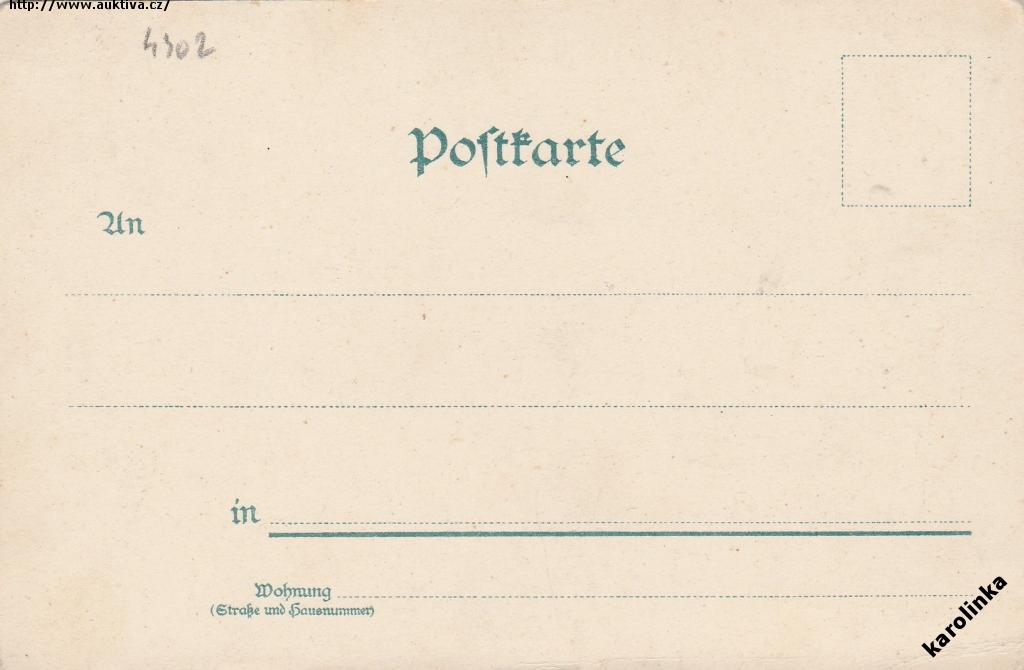 http://www.auktiva.cz/
4302
Postkarte
An
in
Wohnung
(Straße und Hausnummer)
karolinka